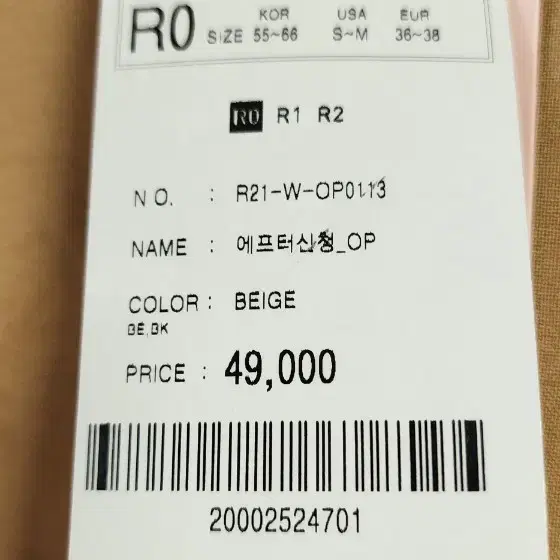 R0 SIZE KOR 55~66 USA S~M EUR 36~38
R0 R1 R2
NO. : R21-W-OP0113
NAME : 에프터신청_OP
COLOR : BEIGE
BE,BK
PRICE : 49,000
20002524701